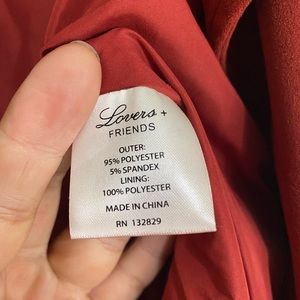 Lovers +
FRIENDS
OUTER:
95% POLYESTER
5% SPANDEX
LINING:
100% POLYESTER
MADE IN CHINA
RN 132829